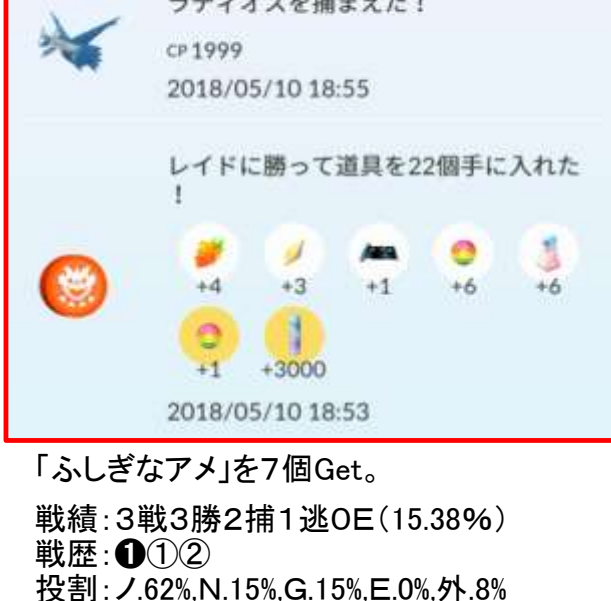 ラティオスを捕まえた！
CP 1999
2018/05/10 18:55
レイドに勝って道具を22個手に入れた
！
+4 +3 +1 +6 +6
+1 +3000
2018/05/10 18:53
「ふしぎなアメ」を７個Get。
戦績：３戦３勝２捕１逃0E（15.38％）
戦歴：❶①②
投割：ノ.62%,N.15%,G.15%,E.0%,外.8%